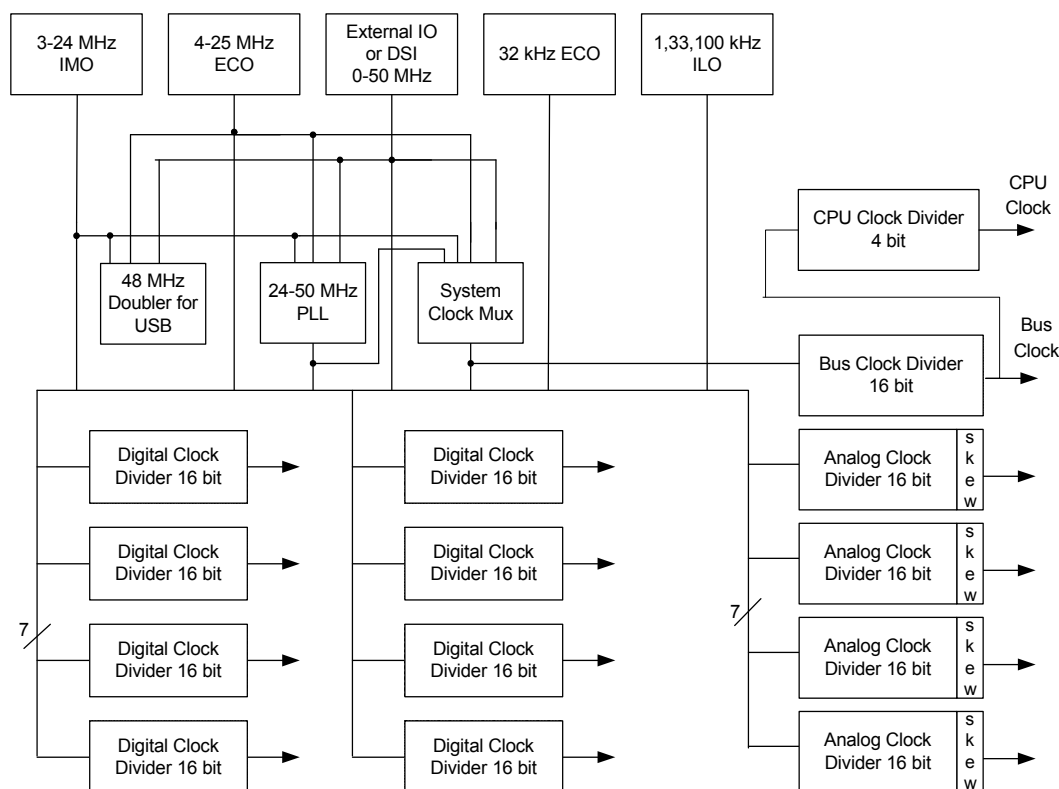 3-24 MHz
IMO
4-25 MHz
ECO
External IO
or DSI
0-50 MHz
32 kHz ECO
1,33,100 kHz
ILO
CPU
Clock
CPU Clock Divider
4 bit
48 MHz
Doubler for
USB
24-50 MHz
PLL
System
Clock Mux
Bus
Clock
Bus Clock Divider
16 bit
Digital Clock
Divider 16 bit
Digital Clock
Divider 16 bit
Analog Clock
Divider 16 bit
s
k
e
w
Digital Clock
Divider 16 bit
Digital Clock
Divider 16 bit
Analog Clock
Divider 16 bit
s
k
e
w
7
7
Digital Clock
Divider 16 bit
Digital Clock
Divider 16 bit
Analog Clock
Divider 16 bit
s
k
e
w
Digital Clock
Divider 16 bit
Digital Clock
Divider 16 bit
Analog Clock
Divider 16 bit
s
k
e
w